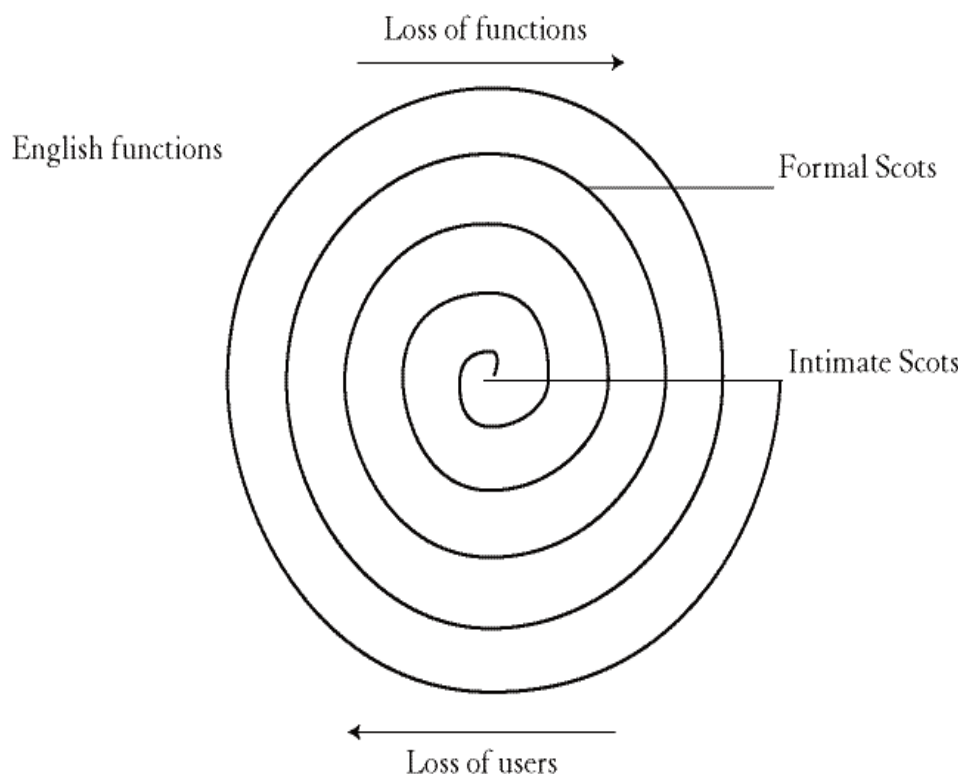 Loss of functions
English functions
Formal Scots
Intimate Scots
Loss of users